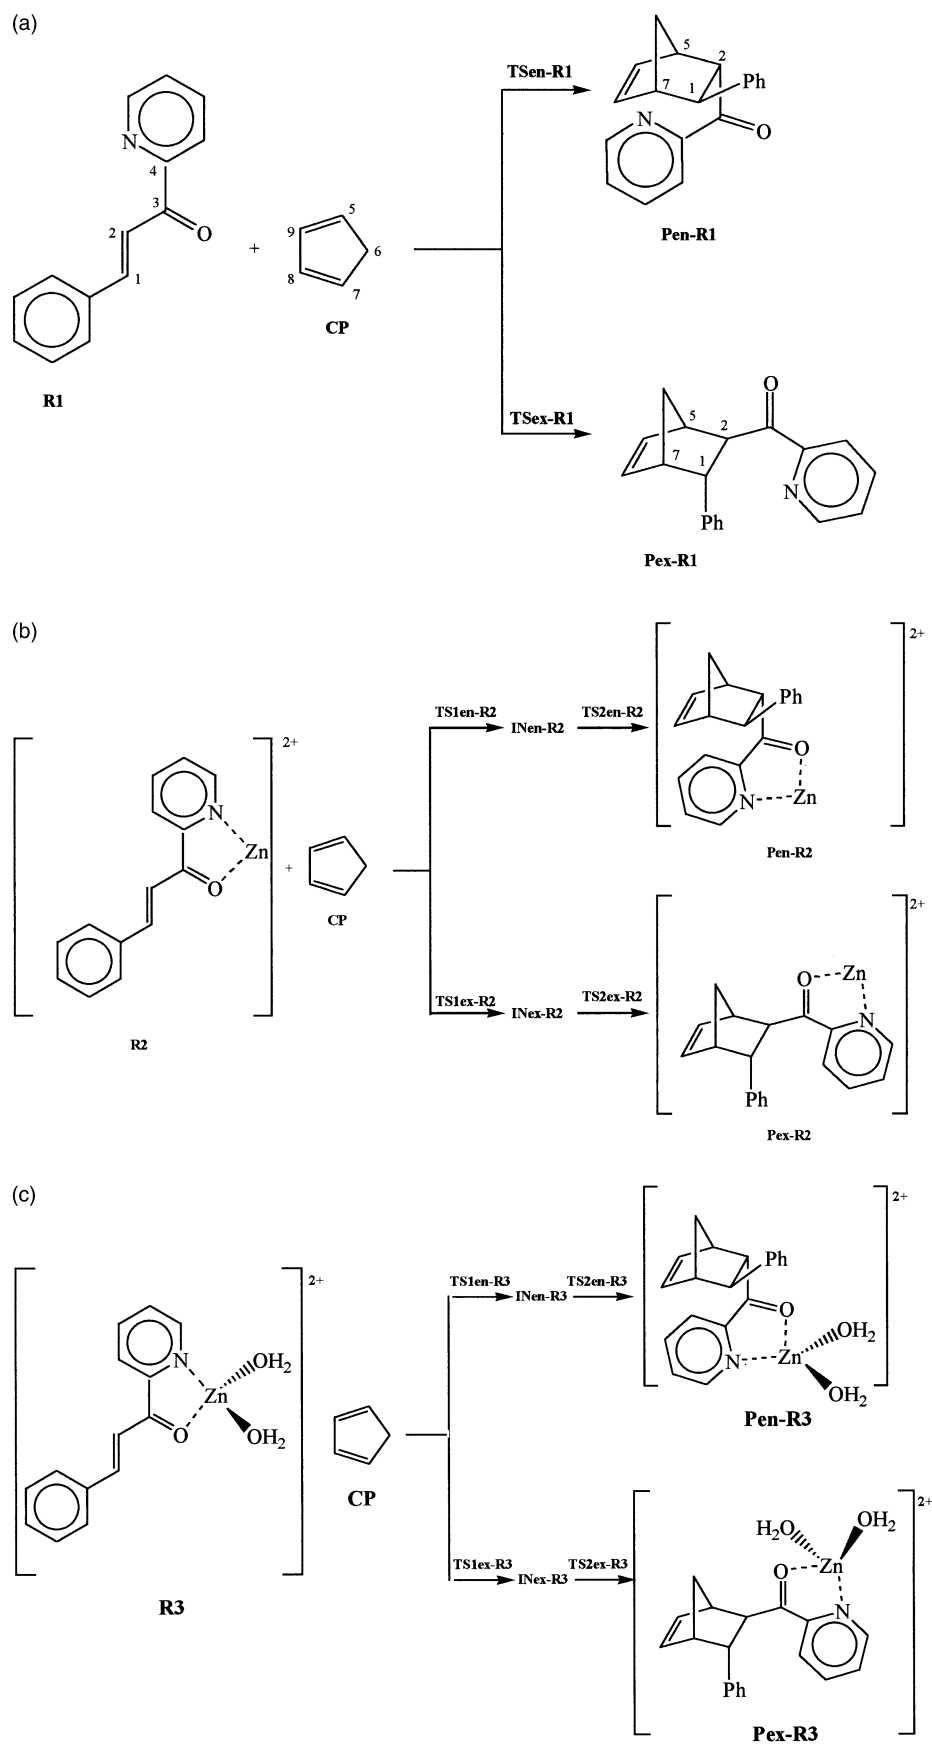 (a)
N
4
3
2
O
1
R1
+
5
9
6
8
7
CP
TSen-R1
5
2
7
1
Ph
N
O
Pen-R1
TSex-R1
O
5
2
7
1
N
Ph
Pex-R1
(b)
2+
N
Zn
O
R2
+
CP
TS1en-R2
INen-R2
TS2en-R2
2+
Ph
O
N
Zn
Pen-R2
TS1ex-R2
INex-R2
TS2ex-R2
2+
O
Zn
N
Ph
Pex-R2
(c)
2+
N
OH2
Zn
O
OH2
R3
CP
TS1en-R3
INen-R3
TS2en-R3
2+
Ph
O
OH2
N
Zn
OH2
Pen-R3
TS1ex-R3
INex-R3
TS2ex-R3
2+
H2O
OH2
Zn
O
N
Ph
Pex-R3